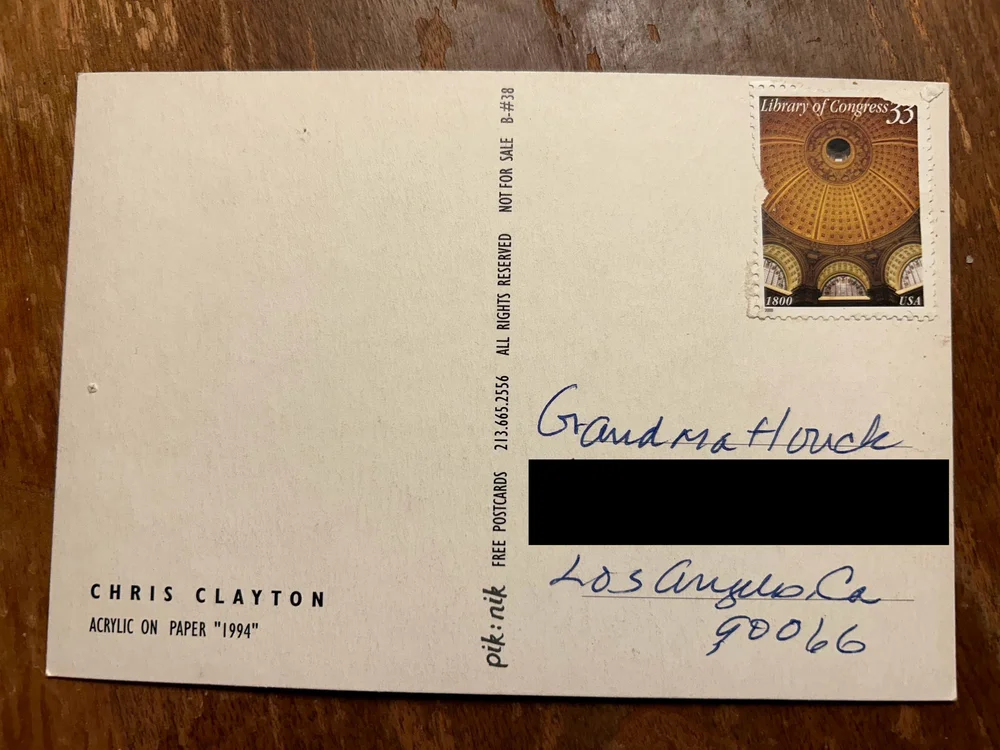 Library of Congress 33
1800 USA
pik:nik FREE POSTCARDS 213.665.2556 ALL RIGHTS RESERVED NOT FOR SALE B-#38
Grandma Houck
Los Angeles, Ca
90066
CHRIS CLAYTON
ACRYLIC ON PAPER "1994"